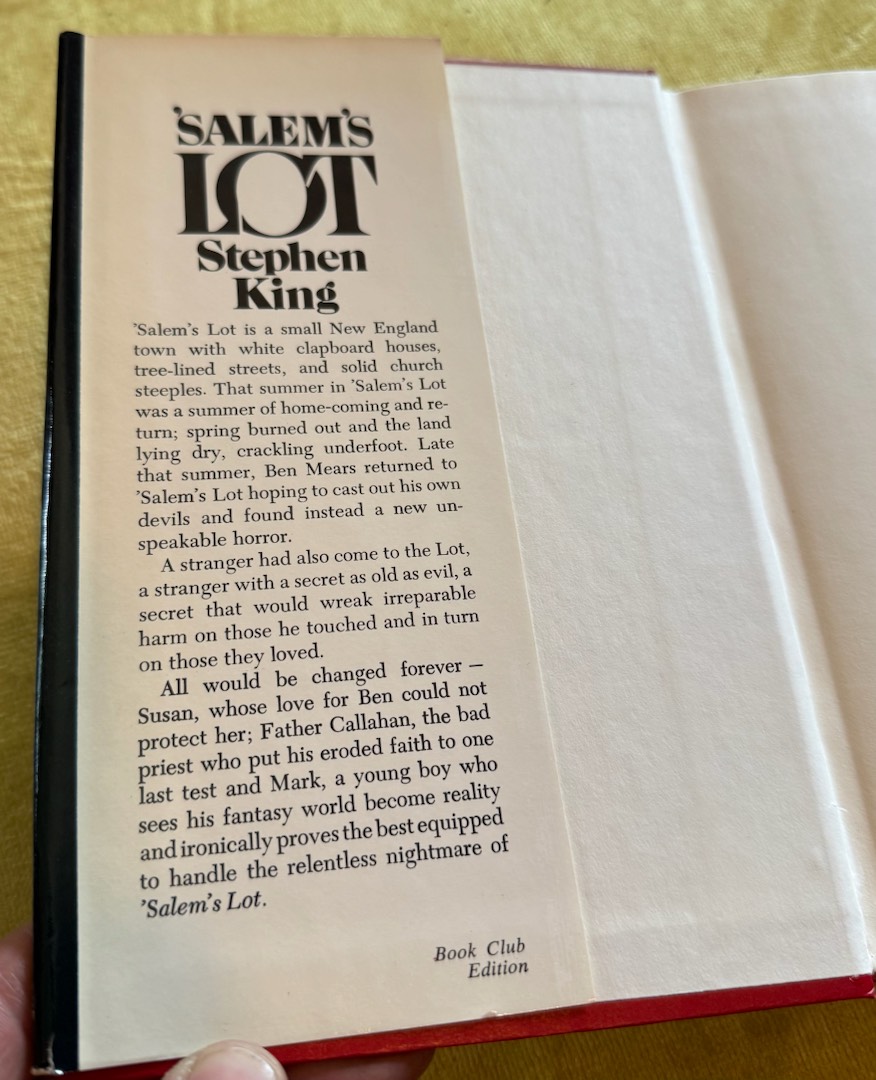 'SALEM'S
LOT
Stephen
King
'Salem's Lot is a small New England
town with white clapboard houses,
tree-lined streets, and solid church
steeples. That summer in 'Salem's Lot
was a summer of home-coming and re-
turn; spring burned out and the land
lying dry, crackling underfoot. Late
that summer, Ben Mears returned to
'Salem's Lot hoping to cast out his own
devils and found instead a new un-
speakable horror.
A stranger had also come to the Lot,
a stranger with a secret as old as evil, a
secret that would wreak irreparable
harm on those he touched and in turn
on those they loved.
All would be changed forever —
Susan, whose love for Ben could not
protect her; Father Callahan, the bad
priest who put his eroded faith to one
last test and Mark, a young boy who
sees his fantasy world become reality
and ironically proves the best equipped
to handle the relentless nightmare of
'Salem's Lot.
Book Club
Edition